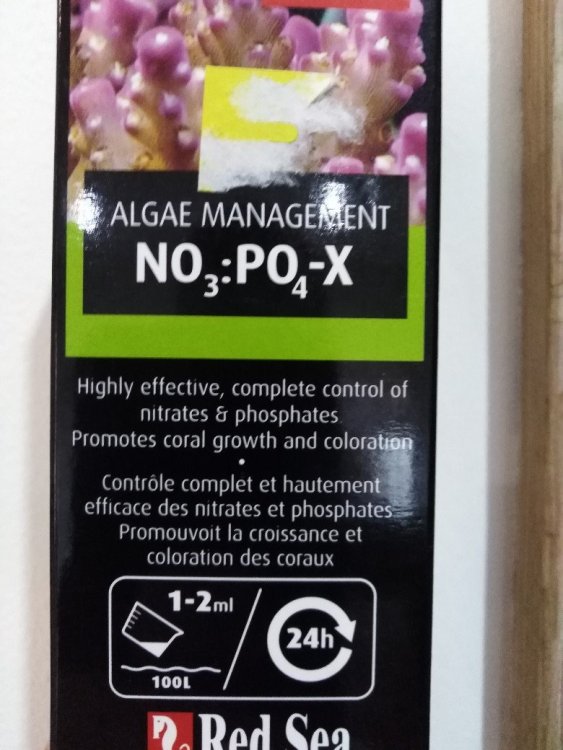 ALGAE MANAGEMENT
NO₃:PO₄-X
Highly effective, complete control of
nitrates & phosphates
Promotes coral growth and coloration
•
Contrôle complet et hautement
efficace des nitrates et phosphates
Promouvoit la croissance et
coloration des coraux
1-2ml
100L
24h
Red Sea